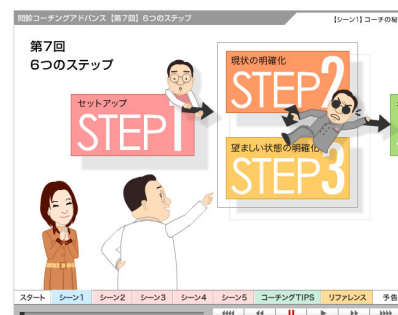 問診コーチングアドバンス【第7回】6つのステップ
【シーン1】コーチの秘
第7回
6つのステップ
セットアップ
STEP1
現状の明確化
STEP2
望ましい状態の明確化
STEP3
スタート シーン1 シーン2 シーン3 シーン4 シーン5 コーチングTIPS リファレンス 予告